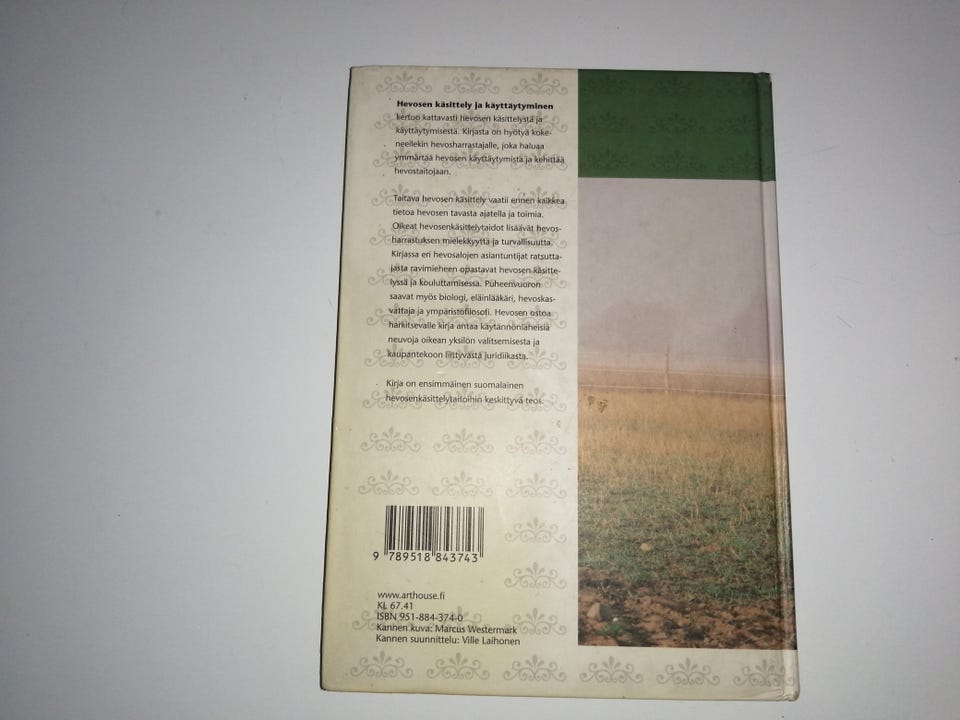 Hevosen käsittely ja käyttäytyminen
kertoo kattavasti hevosen käsittelystä ja
käyttäytymisestä. Kirjasta on hyötyä koke-
neellekin hevosharrastajalle, joka haluaa
ymmärtää hevosen käyttäytymistä ja kehittää
hevostaitojaan.
Taitava hevosen käsittely vaatii ennen kaikkea
tietoa hevosen tavasta ajatella ja toimia.
Oikeat hevosenkäsittelytaidot lisäävät hevos-
harrastuksen mielekkyyttä ja turvallisuutta.
Kirjassa eri hevosalojen asiantuntijat ratsutta-
jasta ravimieheen opastavat hevosen käsitte-
lyssä ja kouluttamisessa. Puheenvuoron
saavat myös biologi, eläinlääkäri, hevoskas-
vattaja ja ympäristöfilosofi. Hevosen ostoa
harkitsevalle kirja antaa käytännönläheisiä
neuvoja oikean yksilön valitsemisesta ja
kaupantekoon liittyvästä juridiikasta.
Kirja on ensimmäinen suomalainen
hevosenkäsittelytaitoihin keskittyvä teos.
9 789518 843743
www.arthouse.fi
KL 67.41
ISBN 951-884-374-0
Kannen kuva: Marcus Westermark
Kannen suunnittelu: Ville Laihonen